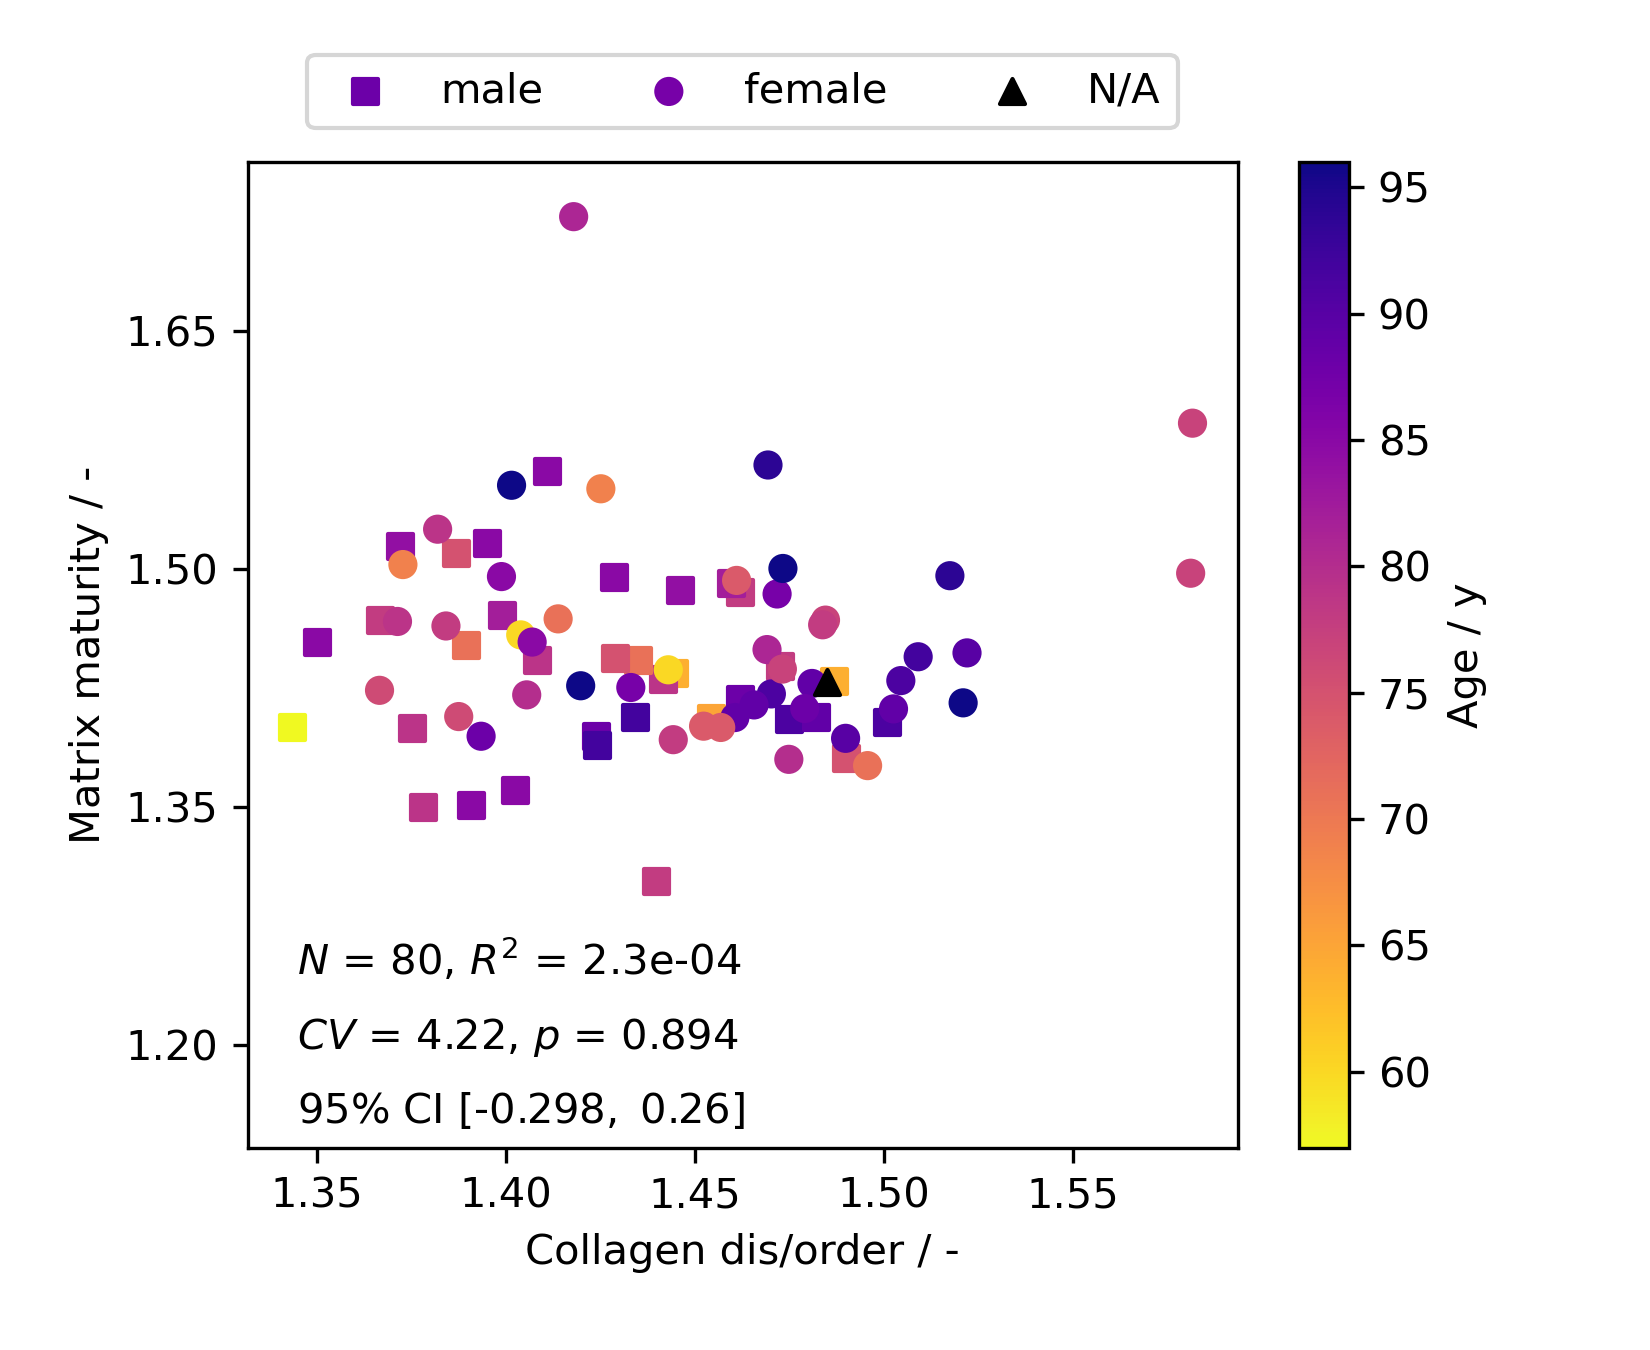 male female N/A
1.65
1.50
1.35
1.20
Matrix maturity / -
N = 80, R² = 2.3e-04
CV = 4.22, p = 0.894
95% CI [-0.298, 0.26]
1.35 1.40 1.45 1.50 1.55
Collagen dis/order / -
95
90
85
80
75
70
65
60
Age / y